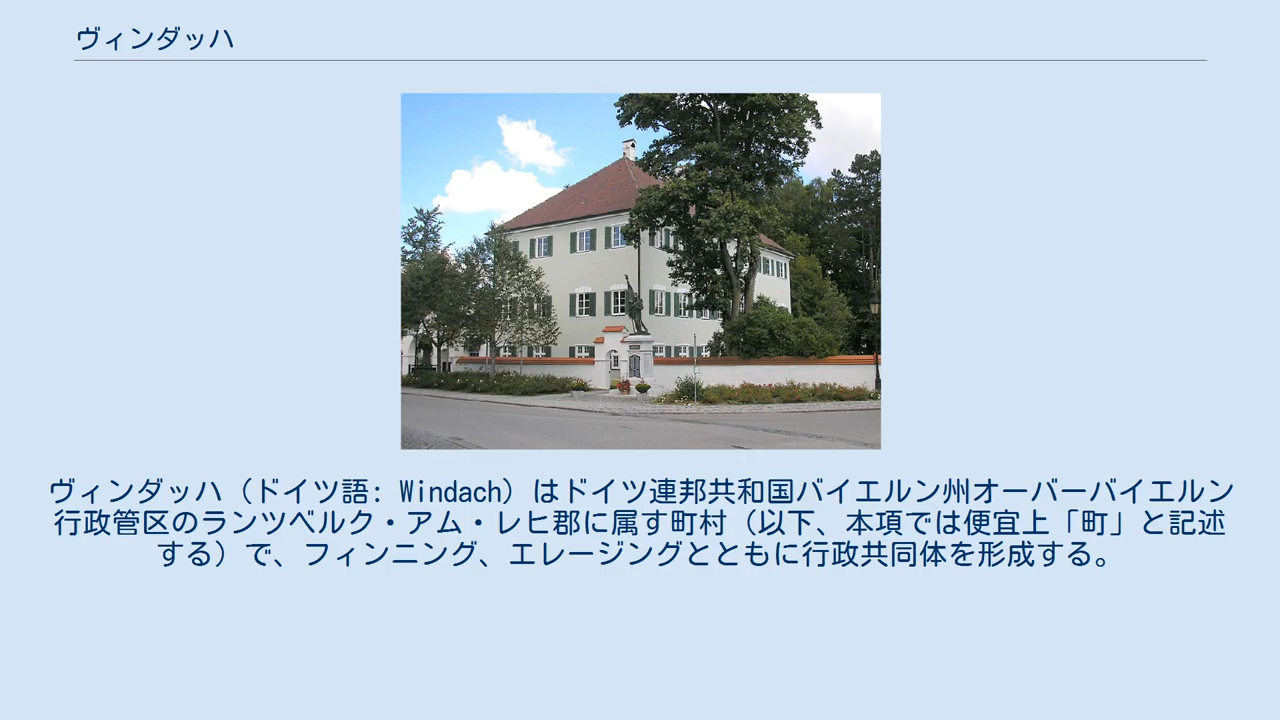 ヴィンダッハ
ヴィンダッハ（ドイツ語: Windach）はドイツ連邦共和国バイエルン州オーバーバイエルン
行政管区のランツベルク・アム・レヒ郡に属す町村（以下、本項では便宜上「町」と記述
する）で、フィンニング、エレージングとともに行政共同体を形成する。